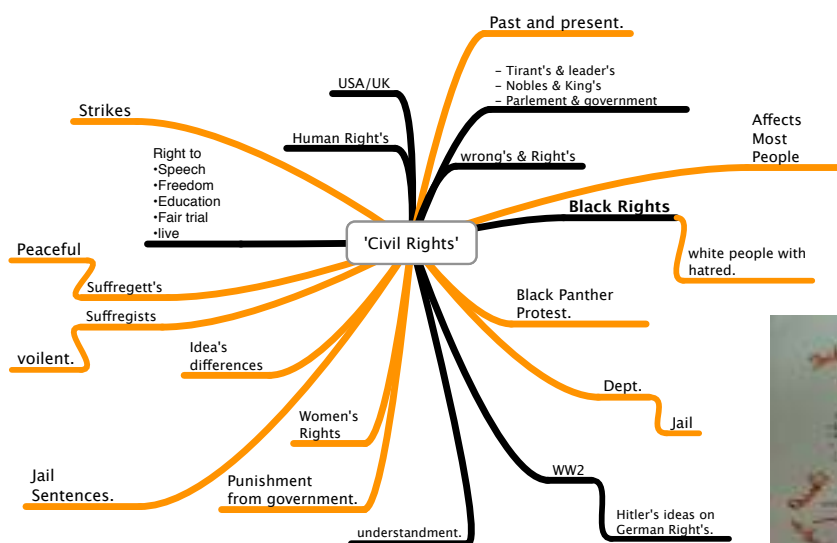 Past and present.
USA/UK
– Tirant's & leader's
– Nobles & King's
– Parlement & government
Strikes
Affects
Most
People
Human Right's
wrong's & Right's
Right to
•Speech
•Freedom
•Education
•Fair trial
•live
Black Rights
'Civil Rights'
Peaceful
white people with
hatred.
Suffregett's
Black Panther
Protest.
Suffregists
voilent.
Idea's
differences
Dept.
Jail
Women's
Rights
Jail
Sentences.
Punishment
from government.
WW2
Hitler's ideas on
German Right's.
understandment.